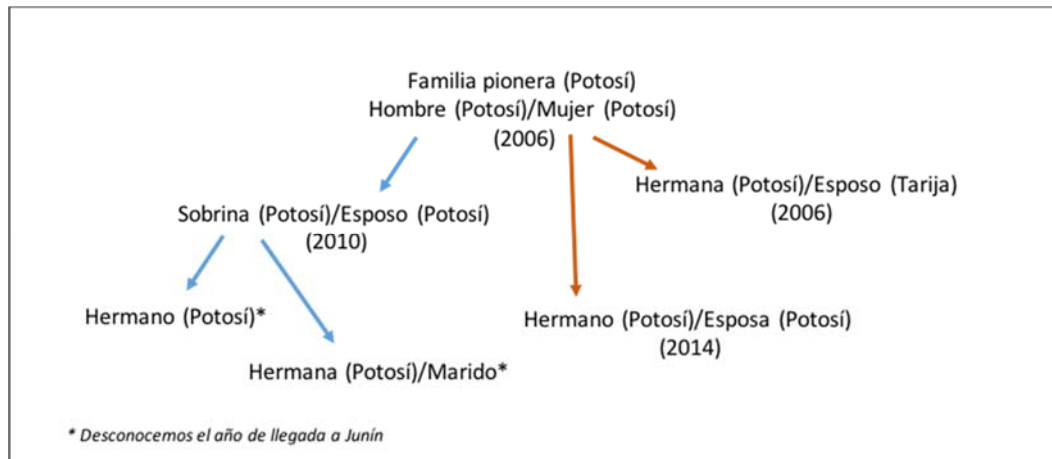 Familia pionera (Potosí)
Hombre (Potosí)/Mujer (Potosí)
(2006)
Hermana (Potosí)/Esposo (Tarija)
(2006)
Sobrina (Potosí)/Esposo (Potosí)
(2010)
Hermano (Potosí)*
Hermano (Potosí)/Esposa (Potosí)
(2014)
Hermana (Potosí)/Marido*
* Desconocemos el año de llegada a Junín